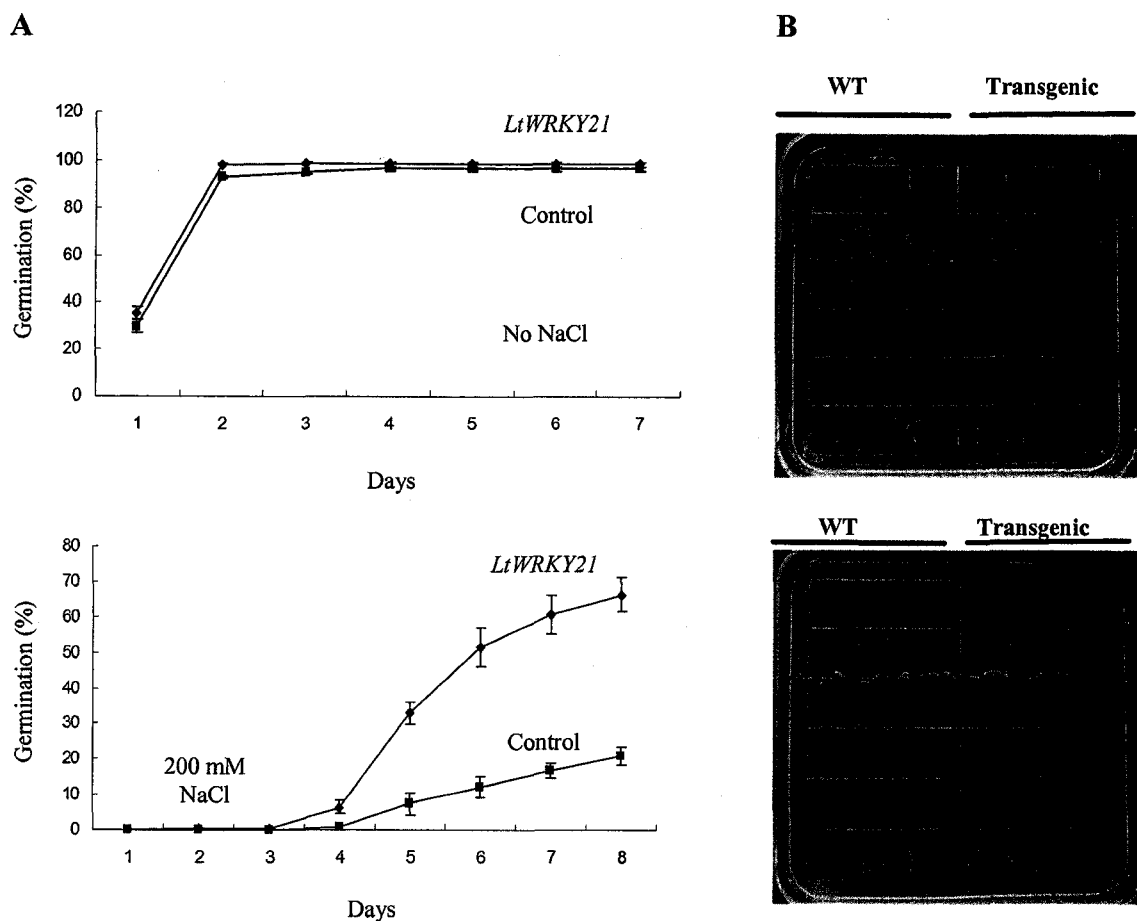 A
B
WT Transgenic
120
100
80
60
40
20
0
Germination (%)
LtWRKY21
Control
No NaCl
1 2 3 4 5 6 7
Days
WT Transgenic
80
70
60
50
40
30
20
10
0
Germination (%)
LtWRKY21
Control
200 mM
NaCl
1 2 3 4 5 6 7 8
Days